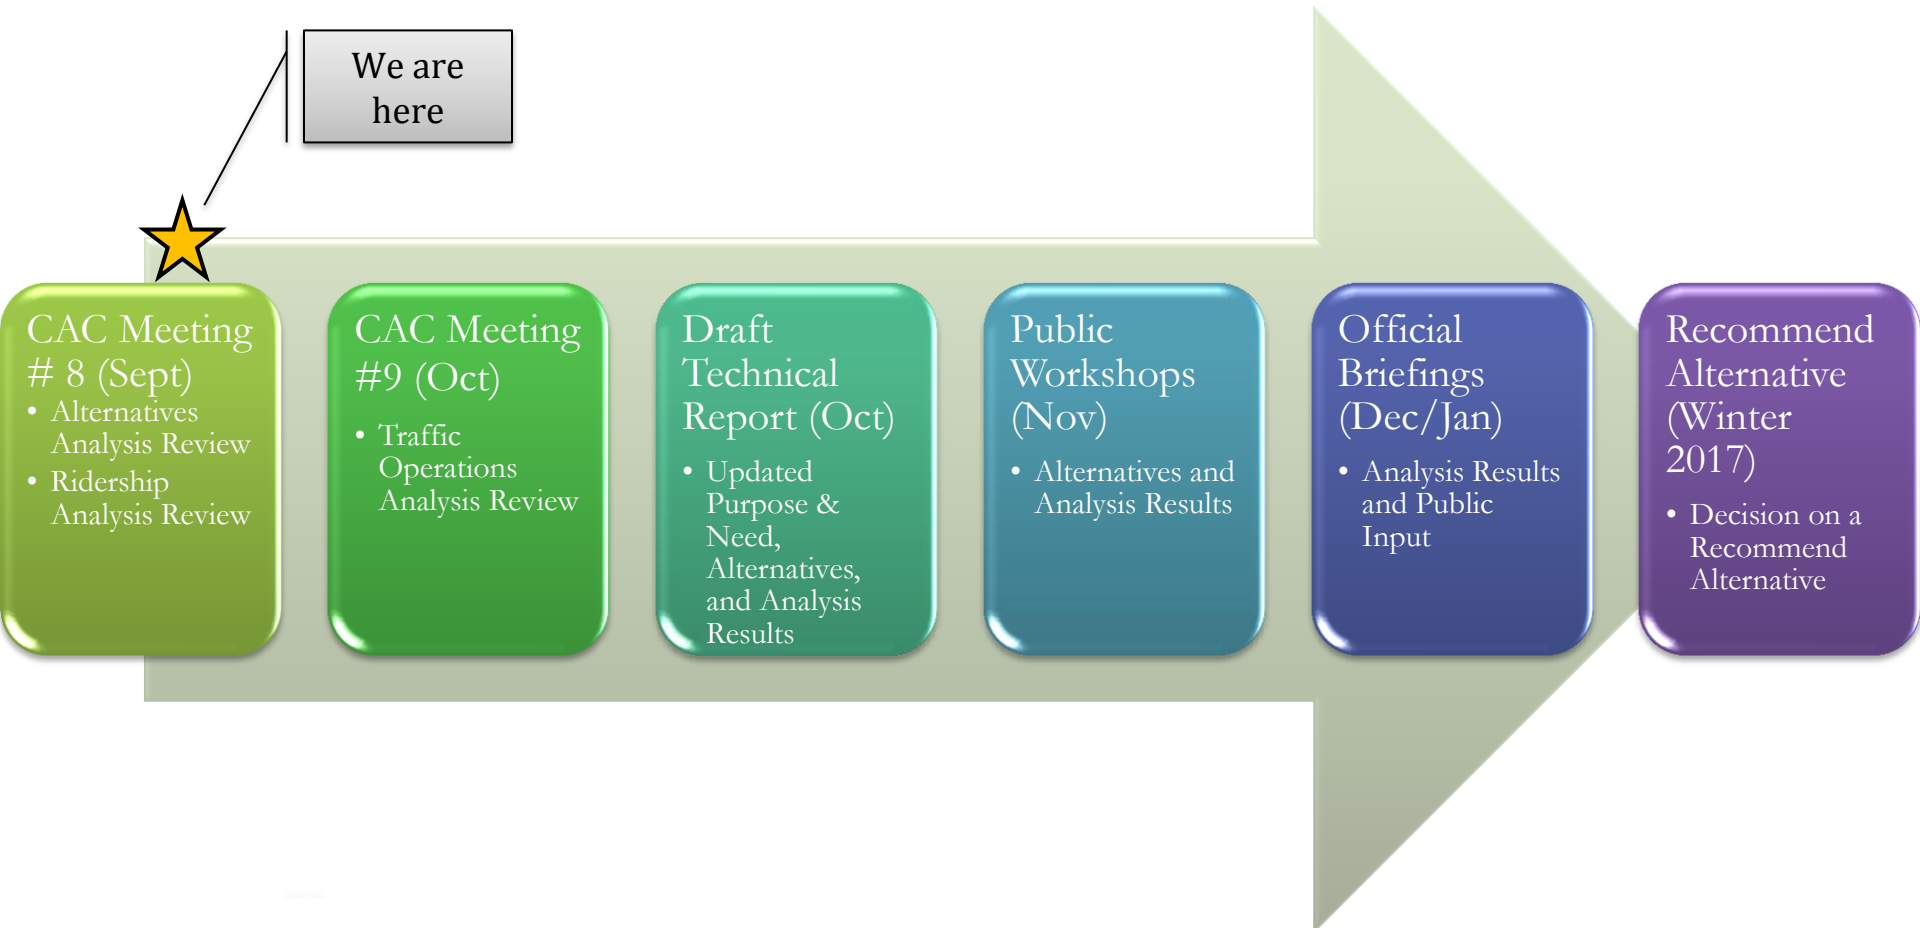 We are
here
CAC Meeting
# 8 (Sept)
• Alternatives
Analysis Review
• Ridership
Analysis Review
CAC Meeting
#9 (Oct)
• Traffic
Operations
Analysis Review
Draft
Technical
Report (Oct)
• Updated
Purpose &
Need,
Alternatives,
and Analysis
Results
Public
Workshops
(Nov)
• Alternatives and
Analysis Results
Official
Briefings
(Dec/Jan)
• Analysis Results
and Public
Input
Recommend
Alternative
(Winter
2017)
• Decision on a
Recommend
Alternative